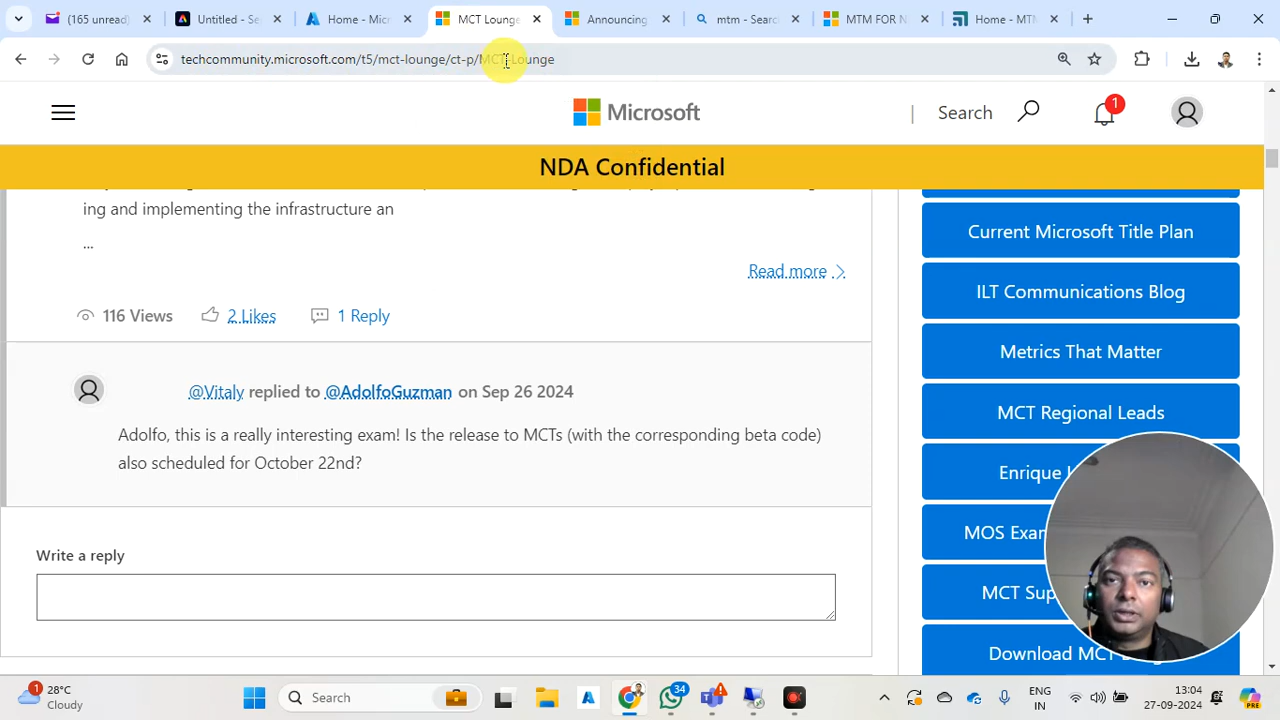 (165 unread)
Untitled - Se
Home - Micr
MCT Lounge
Announcing
mtm - Searc
MTM FOR N
Home - MTM
techcommunity.microsoft.com/t5/mct-lounge/ct-p/MCT-Lounge
Microsoft
Search
1
NDA Confidential
ing and implementing the infrastructure an
...
Read more
116 Views
2 Likes
1 Reply
@Vitaly replied to @AdolfoGuzman on Sep 26 2024
Adolfo, this is a really interesting exam! Is the release to MCTs (with the corresponding beta code)
also scheduled for October 22nd?
Write a reply
Current Microsoft Title Plan
ILT Communications Blog
Metrics That Matter
MCT Regional Leads
Enrique
MOS Exam
MCT Sup
Download MCT
1
28°C
Cloudy
Search
34
ENG
IN
13:04
27-09-2024
PRE